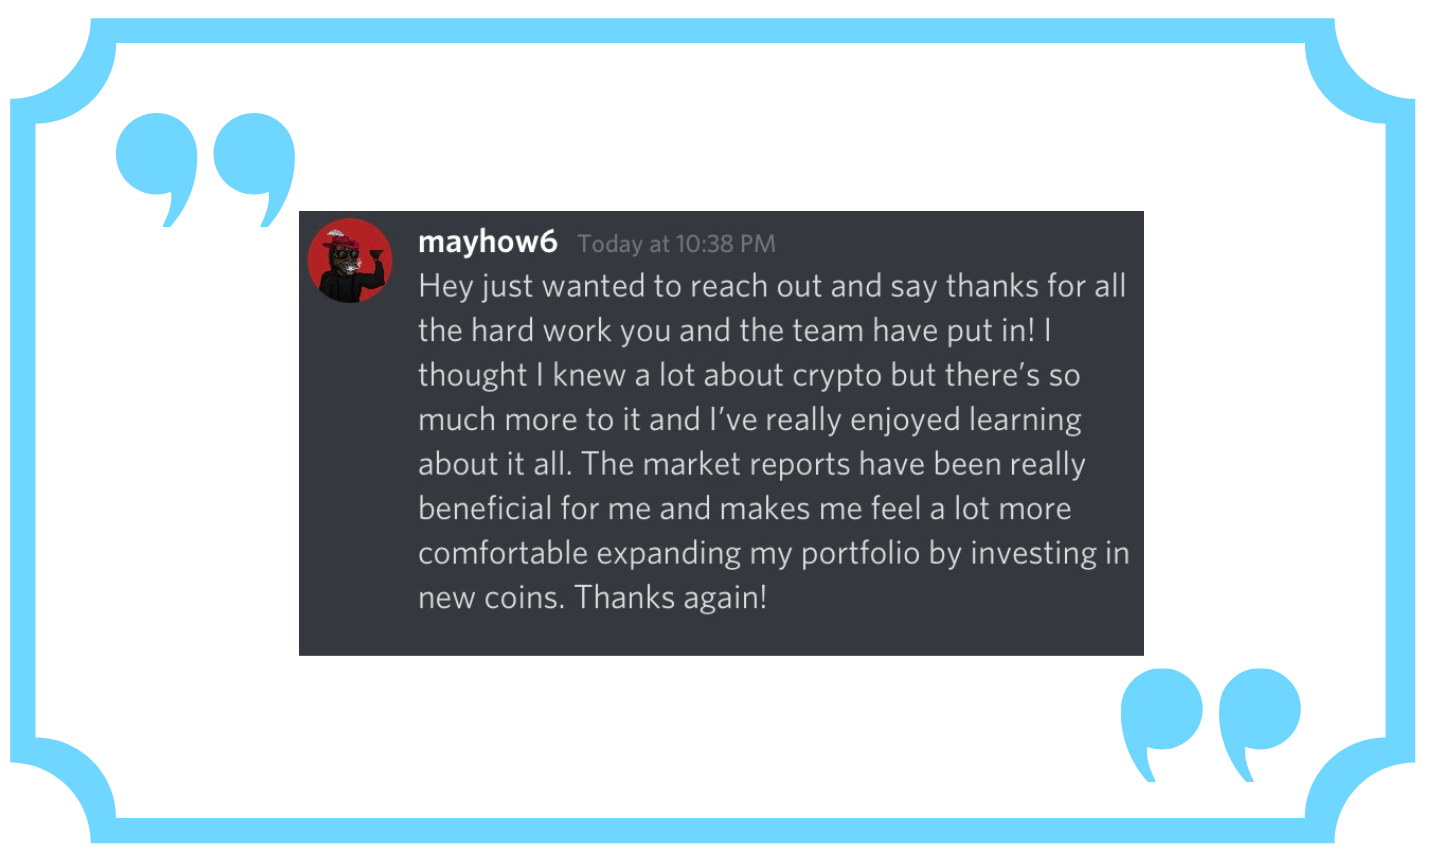 mayhow6 Today at 10:38 PM
Hey just wanted to reach out and say thanks for all
the hard work you and the team have put in! I
thought I knew a lot about crypto but there’s so
much more to it and I’ve really enjoyed learning
about it all. The market reports have been really
beneficial for me and makes me feel a lot more
comfortable expanding my portfolio by investing in
new coins. Thanks again!